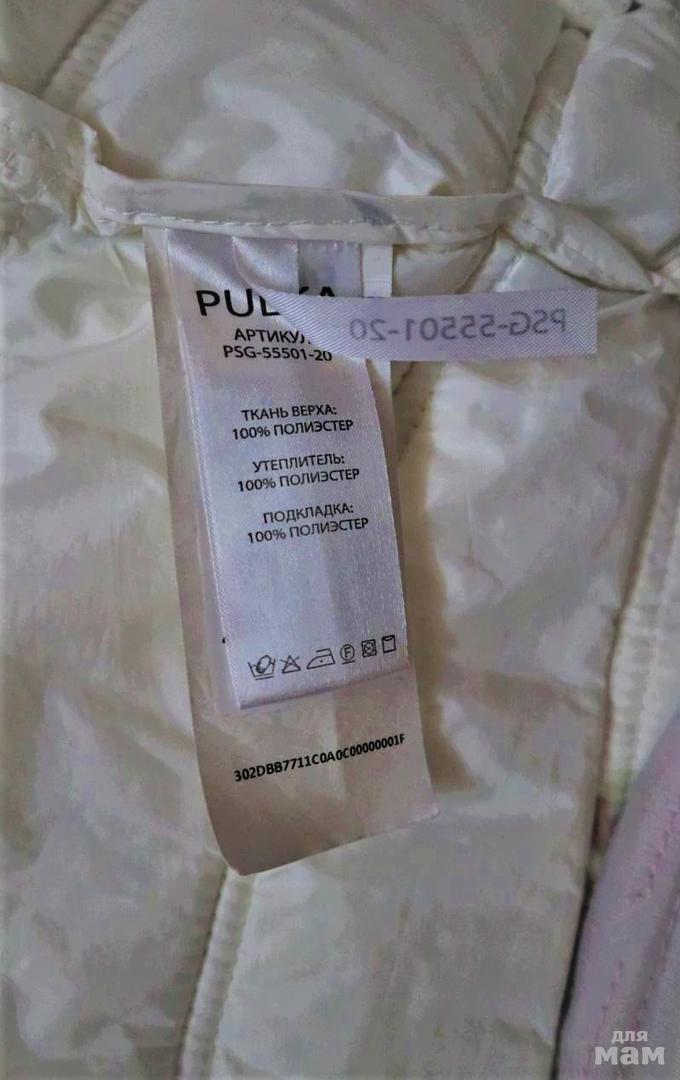 PSG-55501-20
АРТИКУЛ
PSG-55501-20
ТКАНЬ ВЕРХА:
100% ПОЛИЭСТЕР
УТЕПЛИТЕЛЬ:
100% ПОЛИЭСТЕР
ПОДКЛАДКА:
100% ПОЛИЭСТЕР
F
302DBB7711C0A0C00000001F
для
мам